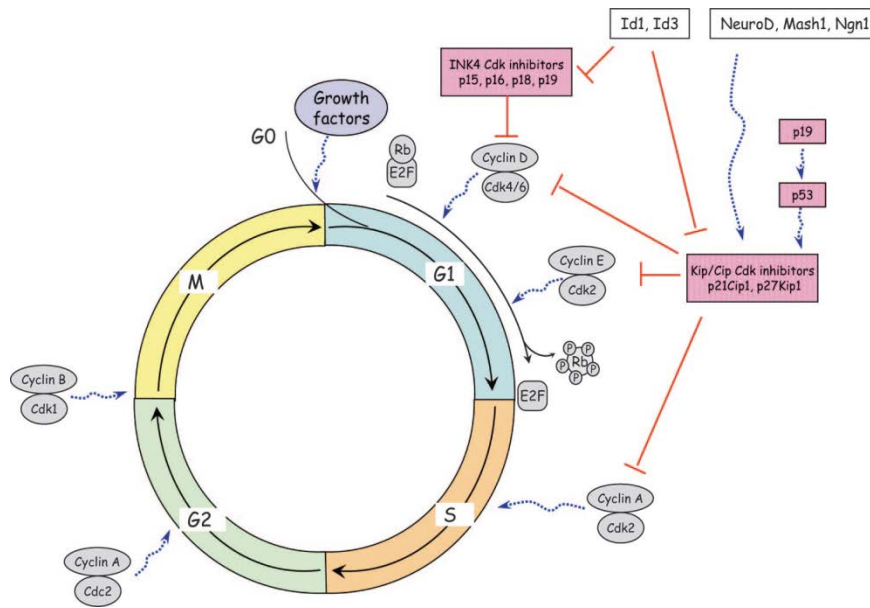 Id1, Id3
NeuroD, Mash1, Ngn1
INK4 Cdk inhibitors
p15, p16, p18, p19
Growth
factors
G0
Rb
E2F
Cyclin D
Cdk4/6
p19
p53
G1
M
Cyclin E
Cdk2
Kip/Cip Cdk inhibitors
p21Cip1, p27Kip1
P
P
P
Rb
P
P
E2F
Cyclin B
Cdk1
G2
S
Cyclin A
Cdk2
Cyclin A
Cdc2